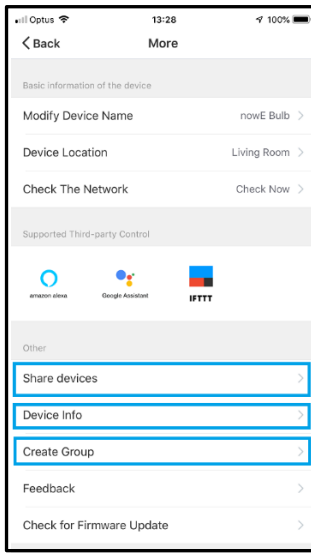 Optus 13:28 100%
Back More
Basic information of the device
Modify Device Name nowE Bulb
Device Location Living Room
Check The Network Check Now
Supported Third-party Control
amazon alexa Google Assistant IFTTT
Other
Share devices
Device Info
Create Group
Feedback
Check for Firmware Update